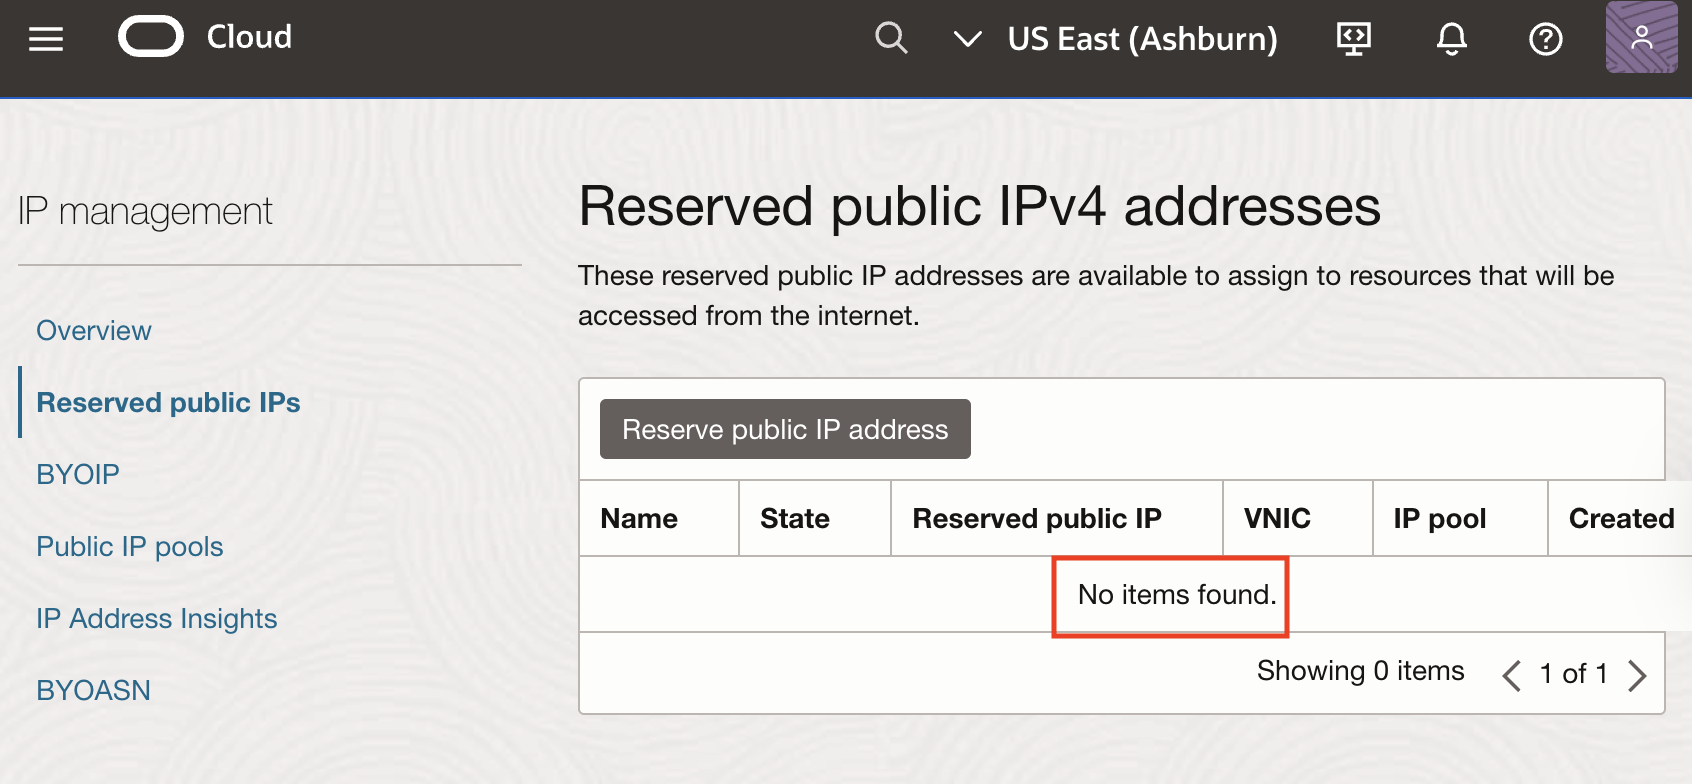 Cloud
US East (Ashburn)
IP management
Overview
Reserved public IPs
BYOIP
Public IP pools
IP Address Insights
BYOASN
Reserved public IPv4 addresses
These reserved public IP addresses are available to assign to resources that will be
accessed from the internet.
Reserve public IP address
Name State Reserved public IP VNIC IP pool Created
No items found.
Showing 0 items 1 of 1